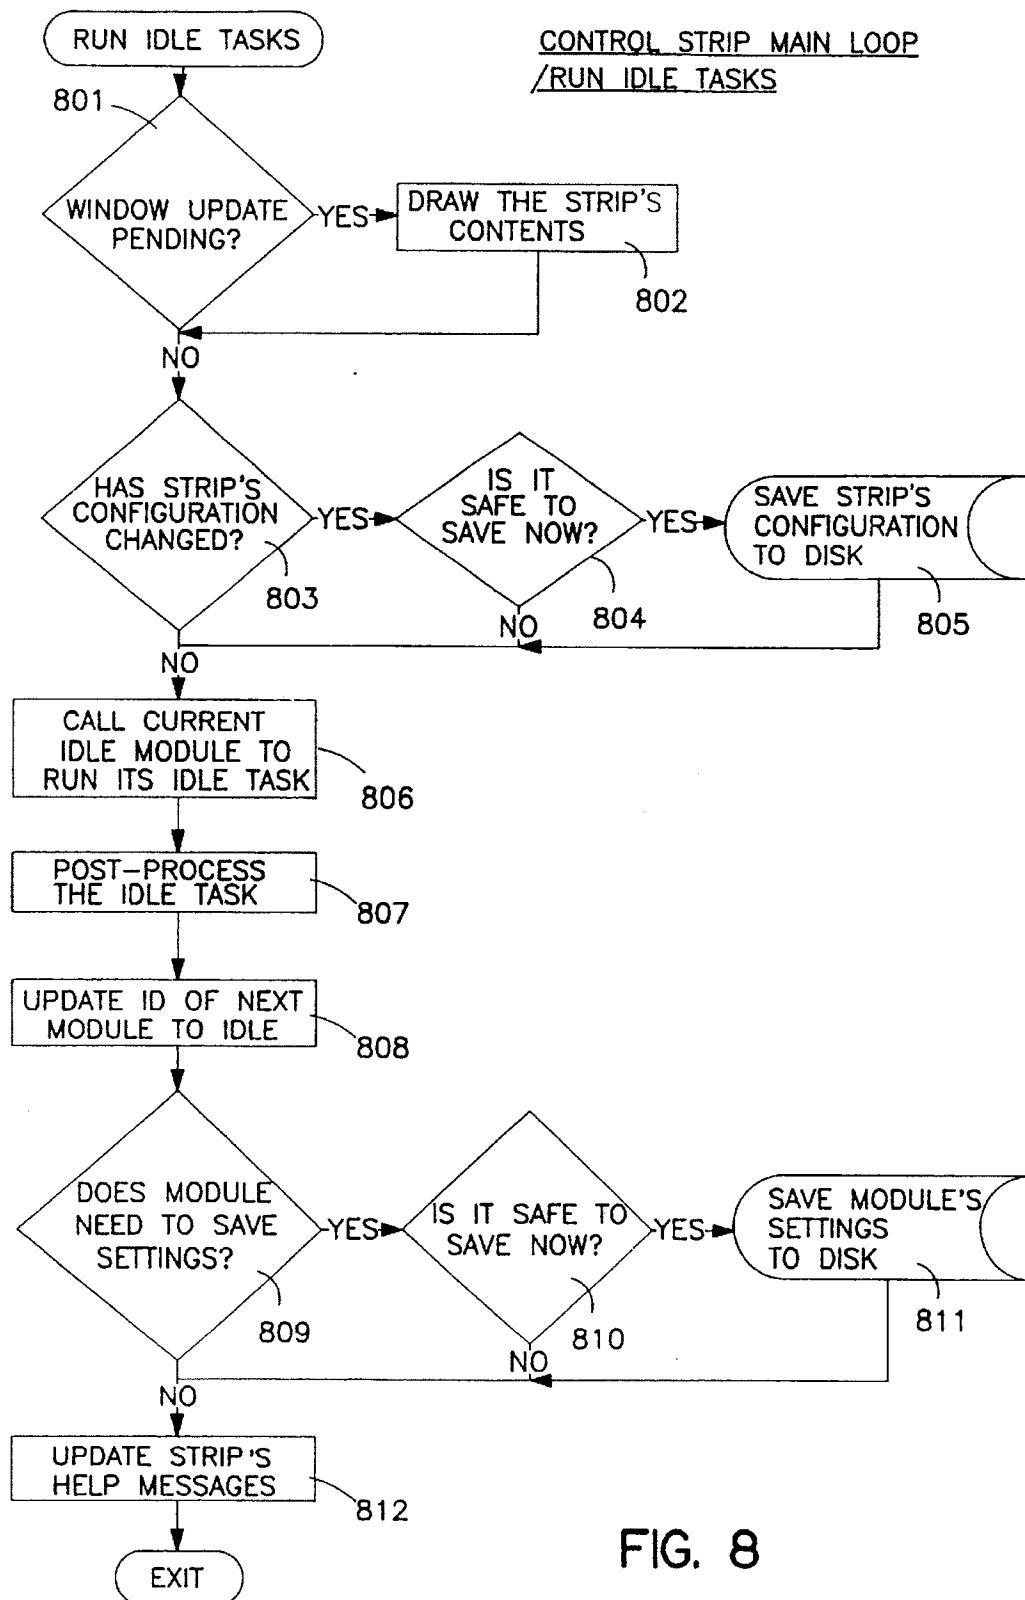 RUN IDLE TASKS
CONTROL STRIP MAIN LOOP
/RUN IDLE TASKS
801
WINDOW UPDATE
PENDING?
YES
DRAW THE STRIP'S
CONTENTS
802
NO
HAS STRIP'S
CONFIGURATION
CHANGED?
803
YES
IS IT
SAFE TO
SAVE NOW?
804
YES
SAVE STRIP'S
CONFIGURATION
TO DISK
805
NO
NO
CALL CURRENT
IDLE MODULE TO
RUN ITS IDLE TASK
806
POST-PROCESS
THE IDLE TASK
807
UPDATE ID OF NEXT
MODULE TO IDLE
808
DOES MODULE
NEED TO SAVE
SETTINGS?
809
YES
IS IT SAFE TO
SAVE NOW?
810
YES
SAVE MODULE'S
SETTINGS
TO DISK
811
NO
NO
UPDATE STRIP'S
HELP MESSAGES
812
EXIT
FIG. 8